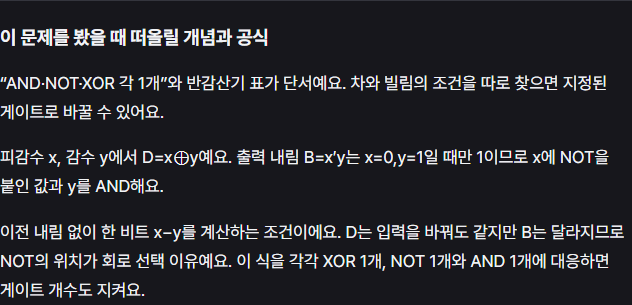 이 문제를 봤을 때 떠올릴 개념과 공식
“AND·NOT·XOR 각 1개”와 반감산기 표가 단서예요. 차와 빌림의 조건을 따로 찾으면 지정된
게이트로 바꿀 수 있어요.
피감수 x, 감수 y에서 D=x⊕y예요. 출력 내림 B=x′y는 x=0,y=1일 때만 1이므로 x에 NOT을
붙인 값과 y를 AND해요.
이전 내림 없이 한 비트 x−y를 계산하는 조건이에요. D는 입력을 바꿔도 같지만 B는 달라지므로
NOT의 위치가 회로 선택 이유예요. 이 식을 각각 XOR 1개, NOT 1개와 AND 1개에 대응하면
게이트 개수도 지켜요.